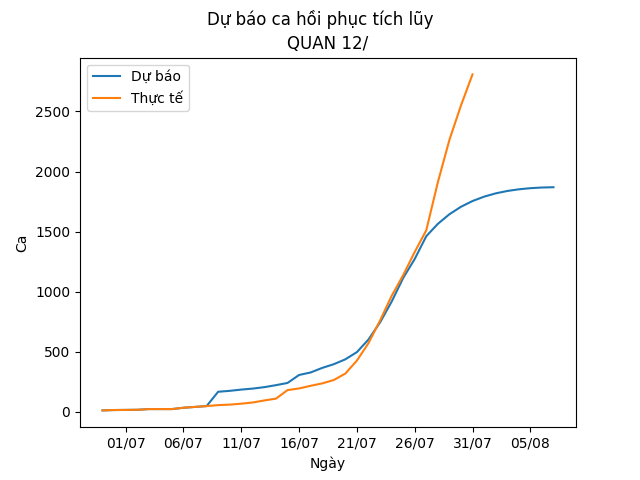 Dự báo ca hồi phục tích lũy
QUAN 12/
Dự báo
Thực tế
2500
2000
1500
1000
500
0
Ca
01/07 06/07 11/07 16/07 21/07 26/07 31/07 05/08
Ngày